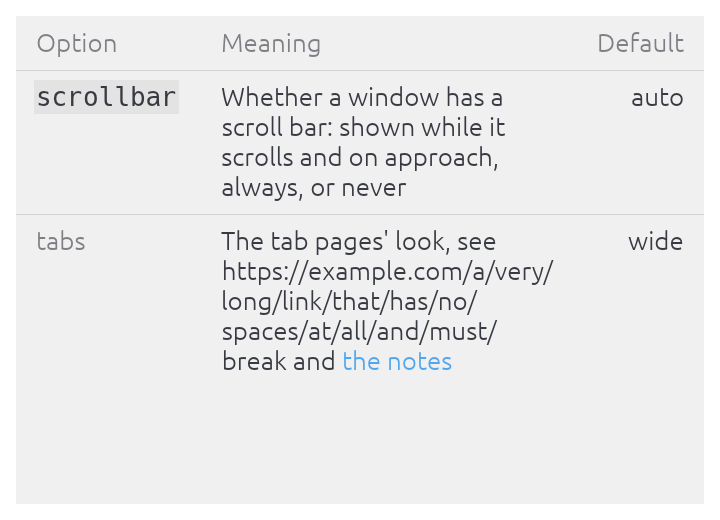 Option Meaning Default
scrollbar Whether a window has a auto
scroll bar: shown while it
scrolls and on approach,
always, or never
tabs The tab pages' look, see wide
https://example.com/a/very/
long/link/that/has/no/
spaces/at/all/and/must/
break and the notes